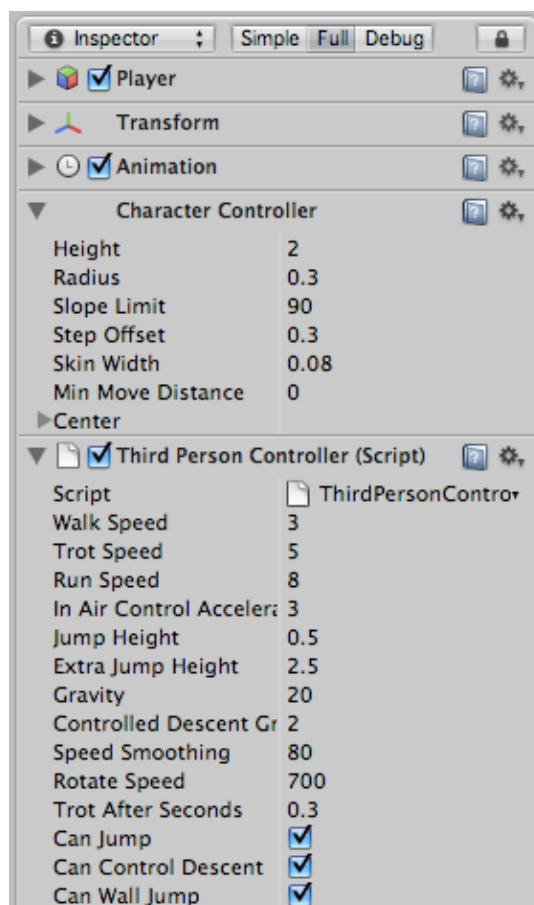 Inspector Simple Full Debug
Player
Transform
Animation
Character Controller
Height 2
Radius 0.3
Slope Limit 90
Step Offset 0.3
Skin Width 0.08
Min Move Distance 0
Center
Third Person Controller (Script)
Script ThirdPersonContro
Walk Speed 3
Trot Speed 5
Run Speed 8
In Air Control Accelera 3
Jump Height 0.5
Extra Jump Height 2.5
Gravity 20
Controlled Descent Gr 2
Speed Smoothing 80
Rotate Speed 700
Trot After Seconds 0.3
Can Jump
Can Control Descent
Can Wall Jump